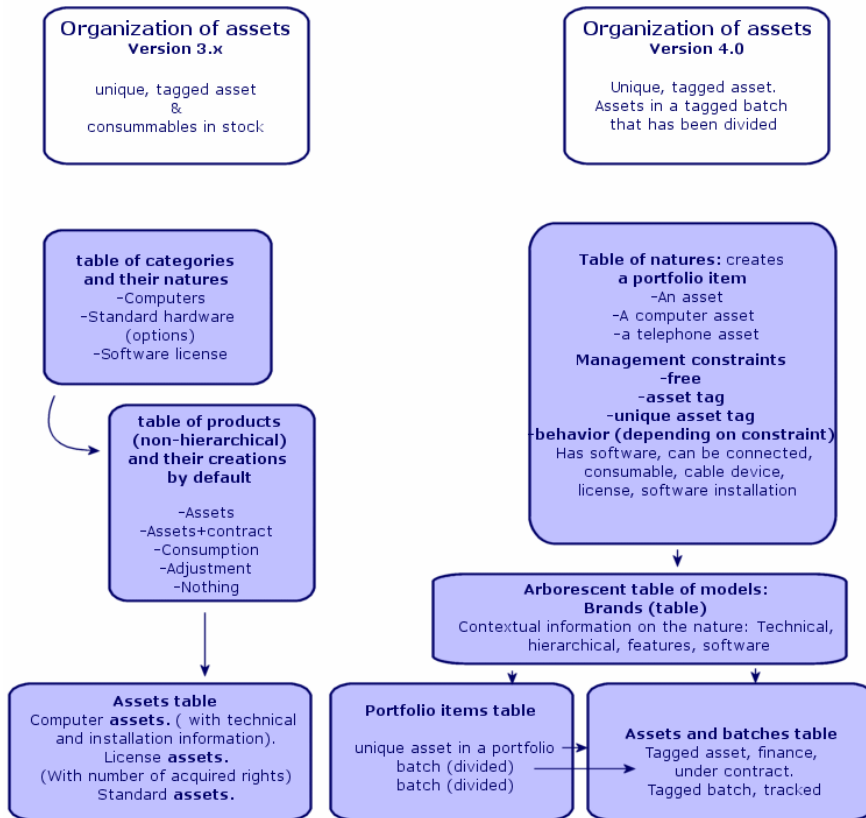 Organization of assets
Version 3.x
unique, tagged asset
&
consummables in stock
table of categories
and their natures
-Computers
-Standard hardware
(options)
-Software license
table of products
(non-hierarchical)
and their creations
by default
-Assets
-Assets+contract
-Consumption
-Adjustment
-Nothing
Assets table
Computer assets. ( with technical
and installation information).
License assets.
(With number of acquired rights)
Standard assets.
Organization of assets
Version 4.0
Unique, tagged asset.
Assets in a tagged batch
that has been divided
Table of natures: creates
a portfolio item
-An asset
-A computer asset
-a telephone asset
Management constraints
-free
-asset tag
-unique asset tag
-behavior (depending on constraint)
Has software, can be connected,
consumable, cable device,
license, software installation
Arborescent table of models:
Brands (table)
Contextual information on the nature: Technical,
hierarchical, features, software
Portfolio items table
unique asset in a portfolio
batch (divided)
batch (divided)
Assets and batches table
Tagged asset, finance,
under contract.
Tagged batch, tracked